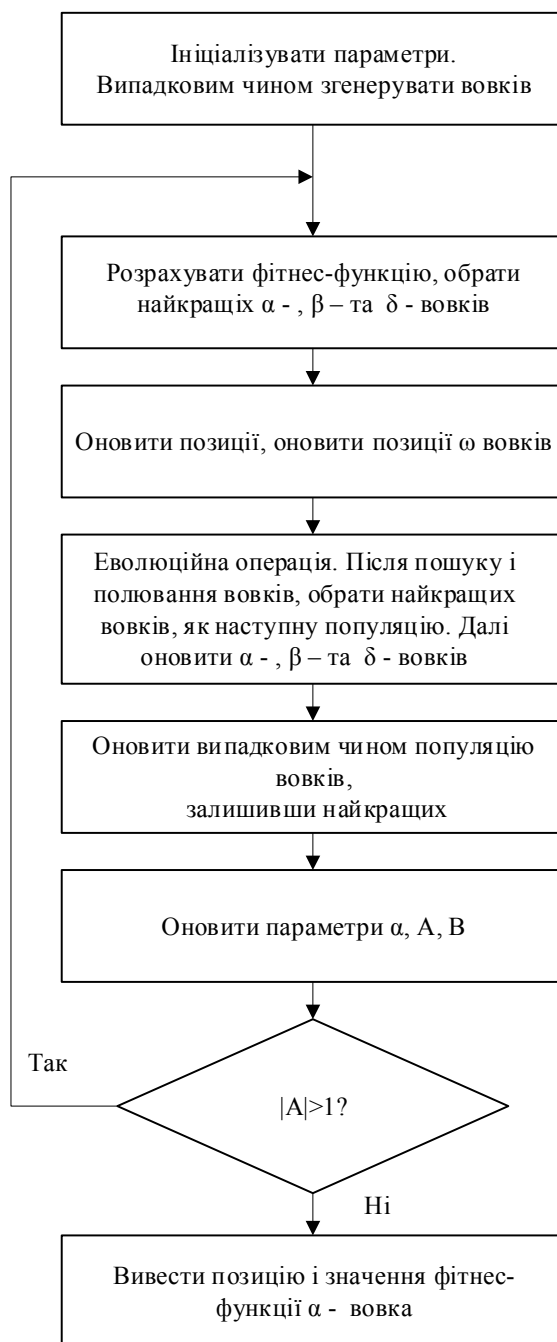 Ініціалізувати параметри.
Випадковим чином згенерувати вовків
Розрахувати фітнес-функцію, обрати
найкращіх α - , β – та δ - вовків
Оновити позиції, оновити позиції ω вовків
Еволюційна операція. Після пошуку і
полювання вовків, обрати найкращих
вовків, як наступну популяцію. Далі
оновити α - , β – та δ - вовків
Оновити випадковим чином популяцію
вовків,
залишивши найкращих
Оновити параметри α, A, B
Так
|A|>1?
Ні
Вивести позицію і значення фітнес-
функції α - вовка